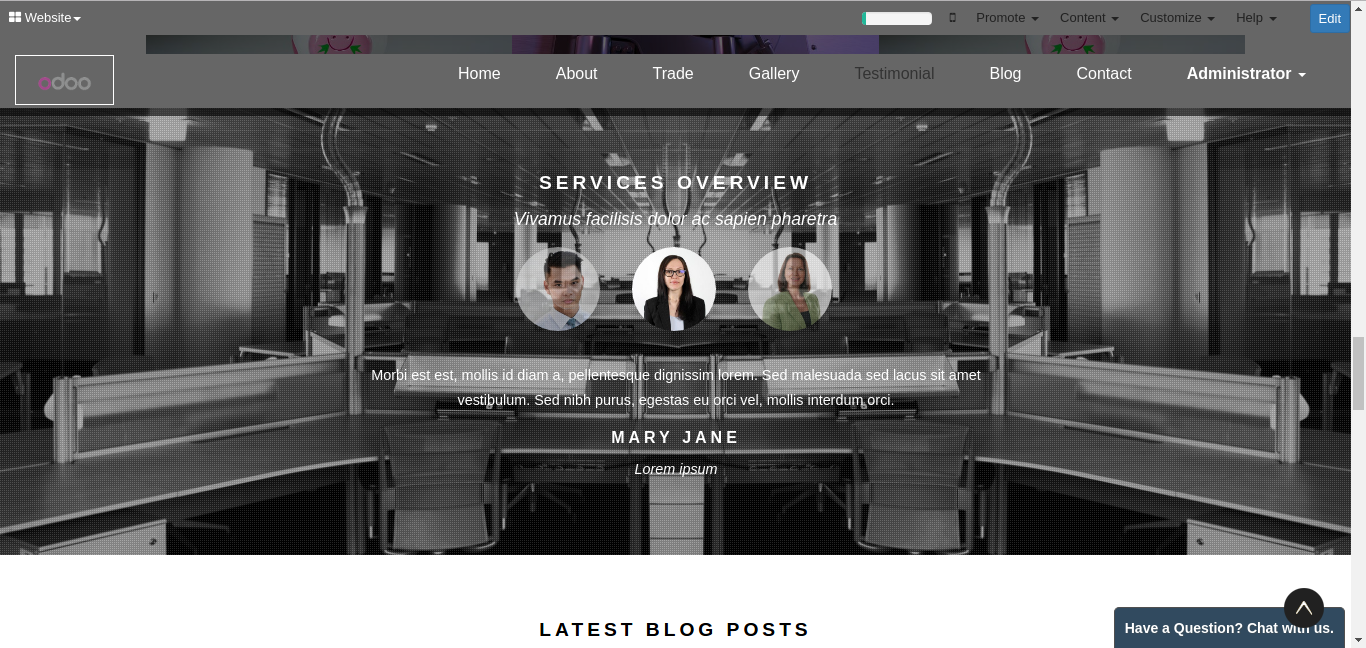 Website
Promote
Content
Customize
Help
Edit
odoo
Home
About
Trade
Gallery
Testimonial
Blog
Contact
Administrator
SERVICES OVERVIEW
Vivamus facilisis dolor ac sapien pharetra
Morbi est est, mollis id diam a, pellentesque dignissim lorem. Sed malesuada sed lacus sit amet
vestibulum. Sed nibh purus, egestas eu orci vel, mollis interdum orci.
MARY JANE
Lorem ipsum
LATEST BLOG POSTS
Have a Question? Chat with us.